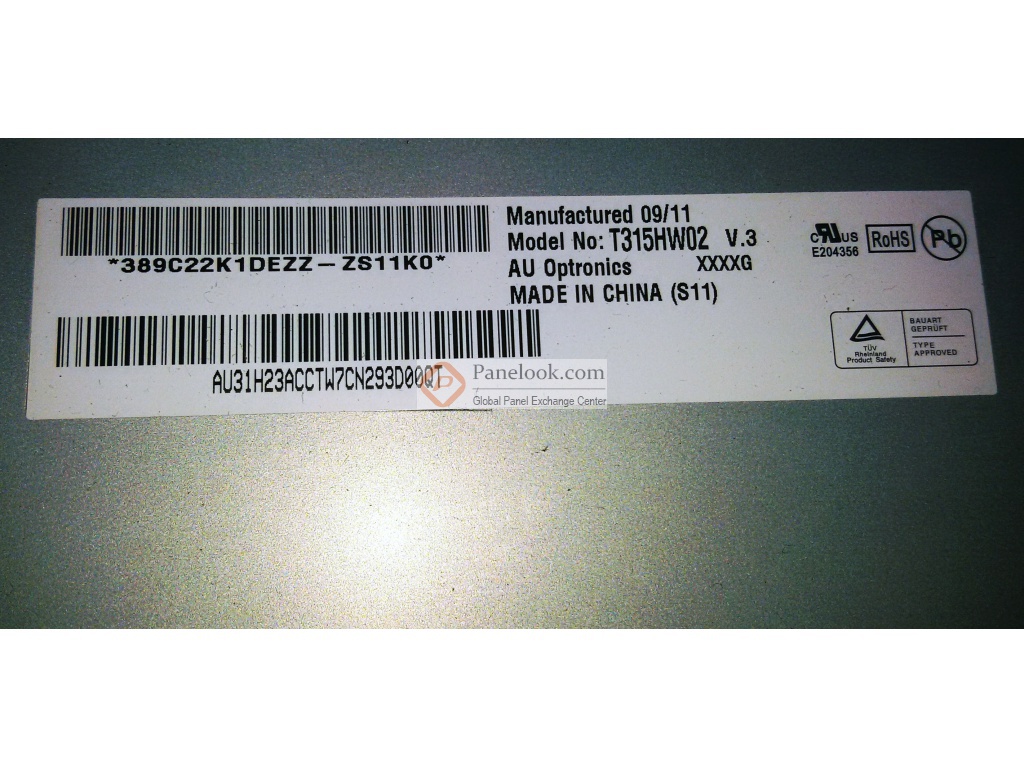 *389C22K1DEZZ-ZS11K0*
Manufactured 09/11
Model No: T315HW02 V.3
AU Optronics XXXXG
MADE IN CHINA (S11)
c RU US
E204356
RoHS
Pb
AU31H23ACCTW7CN293D00QT
TÜV
Rheinland
Product Safety
BAUART
GEPRÜFT
TYPE
APPROVED
Panelook.com
Global Panel Exchange Center